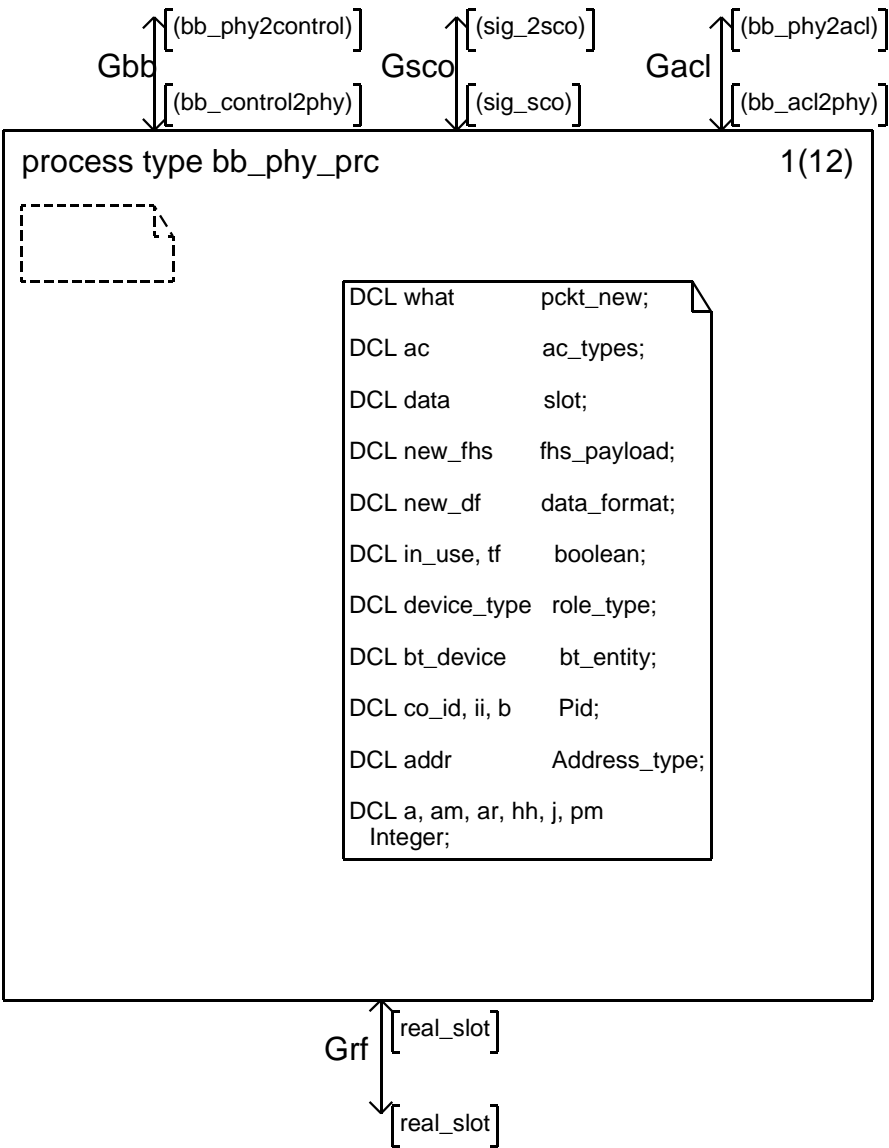 (bb_phy2control)
(sig_2sco)
(bb_phy2acl)
Gbb
Gsco
Gacl
(bb_control2phy)
(sig_sco)
(bb_acl2phy)
process type bb_phy_prc
1(12)
DCL what pckt_new;
DCL ac ac_types;
DCL data slot;
DCL new_fhs fhs_payload;
DCL new_df data_format;
DCL in_use, tf boolean;
DCL device_type role_type;
DCL bt_device bt_entity;
DCL co_id, ii, b Pid;
DCL addr Address_type;
DCL a, am, ar, hh, j, pm
Integer;
real_slot
Grf
real_slot